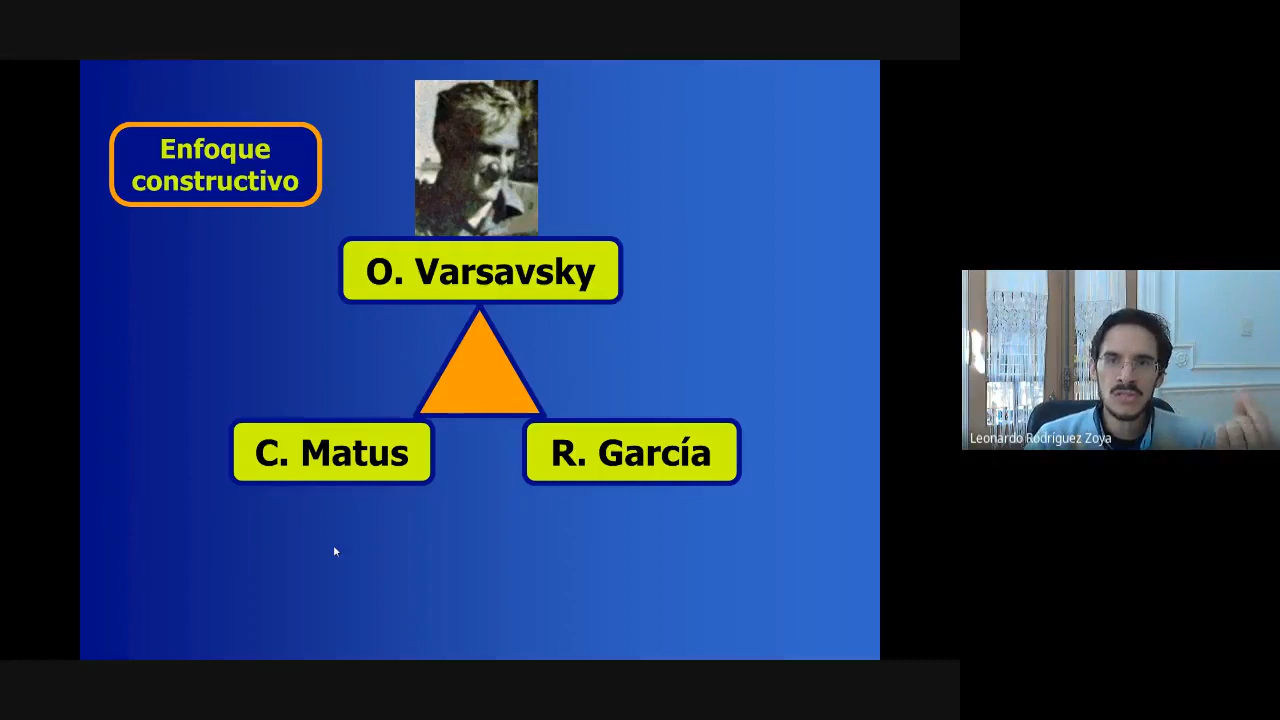 Enfoque
constructivo
O. Varsavsky
C. Matus
R. García
Leonardo Rodríguez Zoya